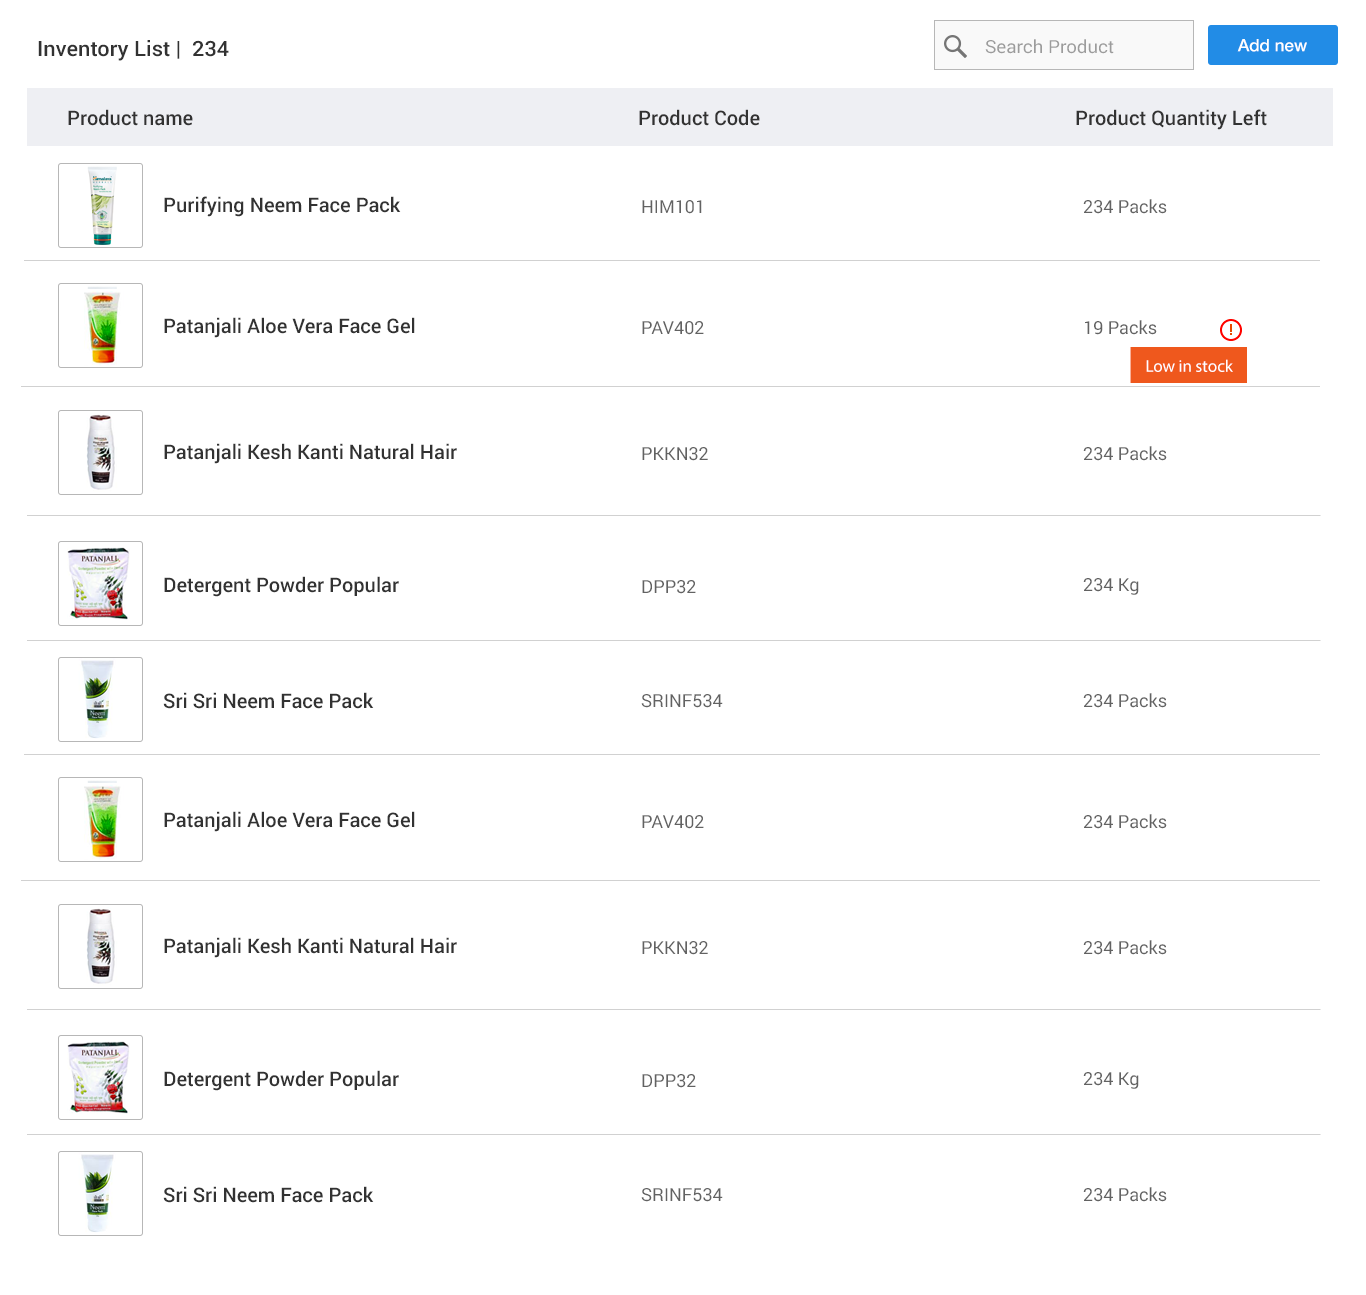 Inventory List | 234
Search Product
Add new
Product name Product Code Product Quantity Left
Purifying Neem Face Pack HIM101 234 Packs
Patanjali Aloe Vera Face Gel PAV402 19 Packs
Low in stock
Patanjali Kesh Kanti Natural Hair PKKN32 234 Packs
PATANJALI
Detergent Powder Popular DPP32 234 Kg
Neem
Sri Sri Neem Face Pack SRINF534 234 Packs
Patanjali Aloe Vera Face Gel PAV402 234 Packs
Patanjali Kesh Kanti Natural Hair PKKN32 234 Packs
PATANJALI
Detergent Powder Popular DPP32 234 Kg
Neem
Sri Sri Neem Face Pack SRINF534 234 Packs